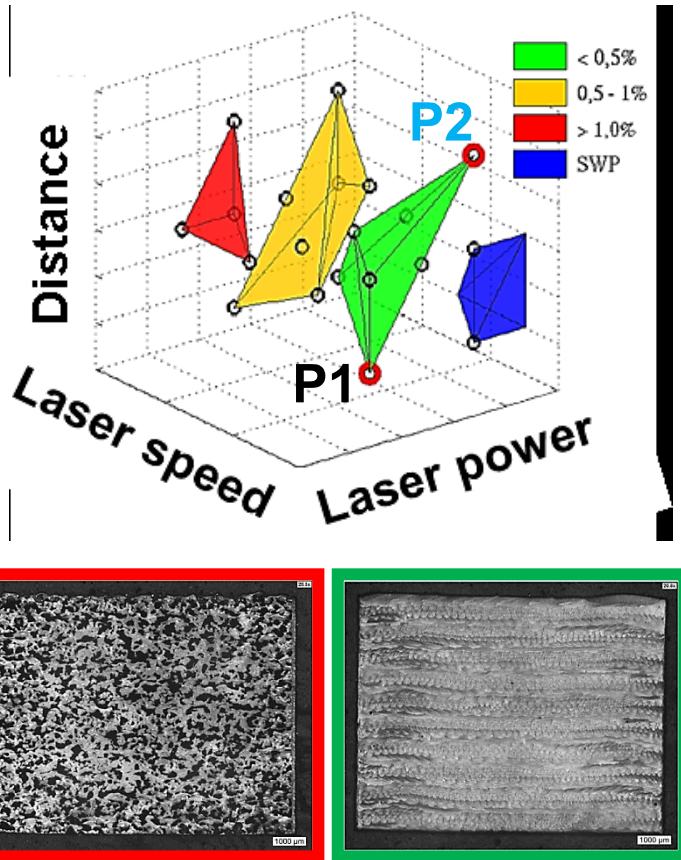 < 0,5%
0,5 - 1%
> 1,0%
SWP
P2
P1
Distance
Laser speed
Laser power
1000 µm
1000 µm